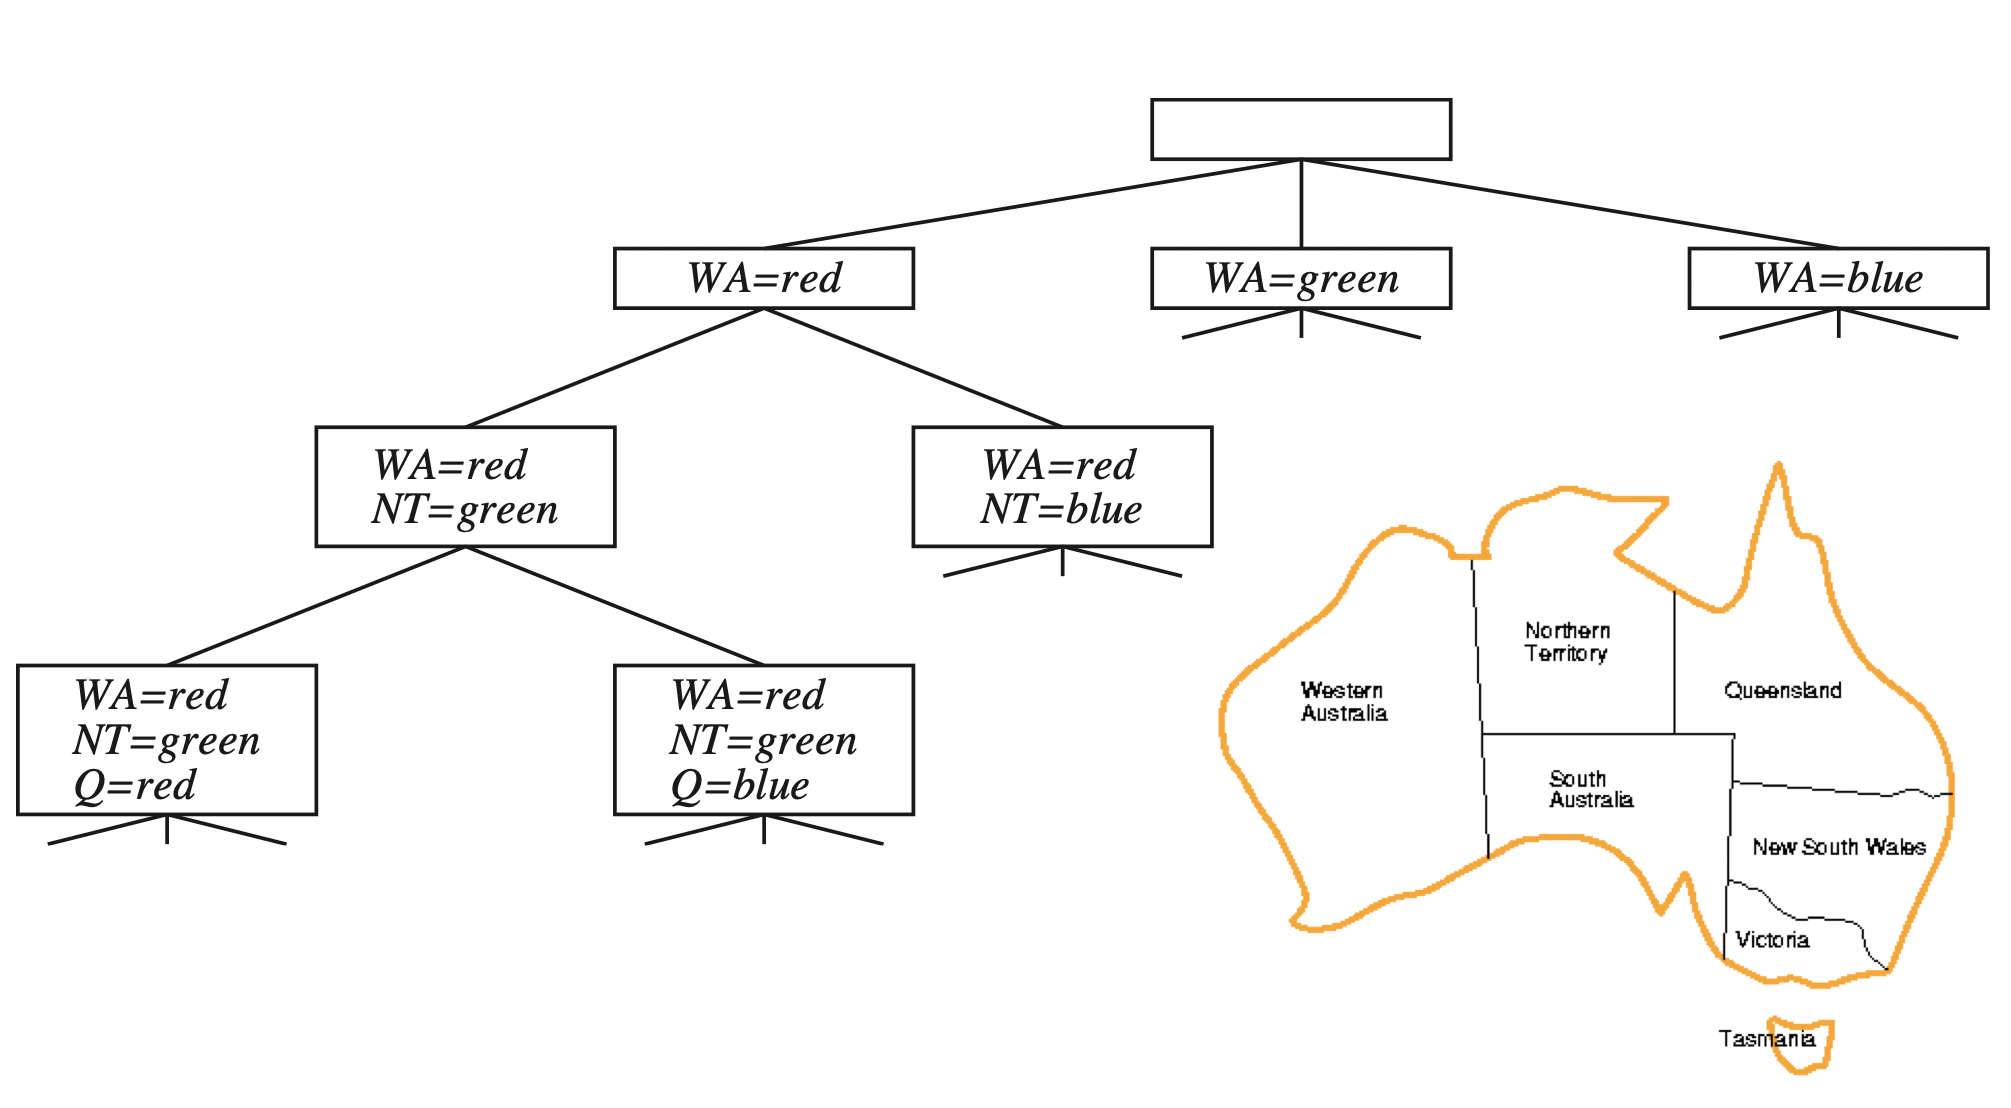 WA=red
WA=green
WA=blue
WA=red
NT=green
WA=red
NT=blue
WA=red
NT=green
Q=red
WA=red
NT=green
Q=blue
Northern
Territory
Western
Australia
Queensland
South
Australia
New South Wales
Victoria
Tasmania